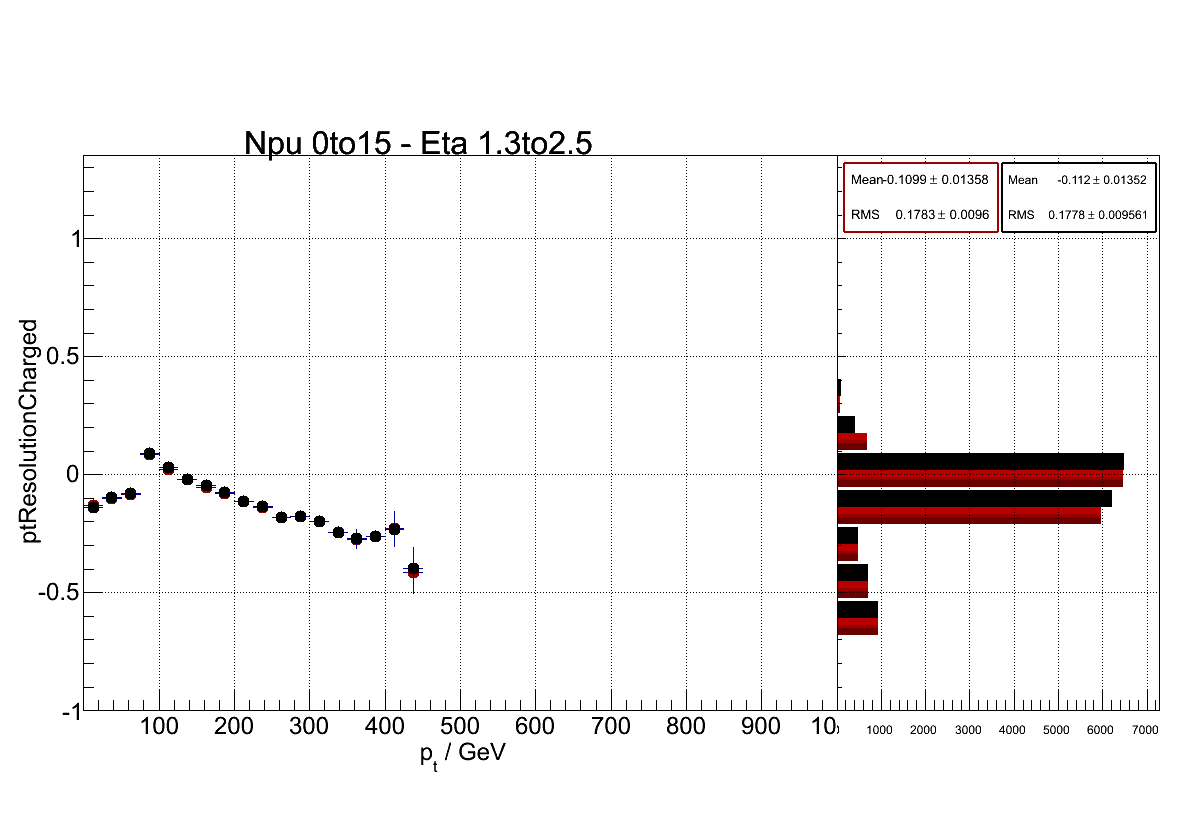 Npu 0to15 - Eta 1.3to2.5
Mean-0.1099 ± 0.01358
RMS 0.1783 ± 0.0096
Mean -0.112 ± 0.01352
RMS 0.1778 ± 0.009561
ptResolutionCharged
1
0.5
0
-0.5
-1
100 200 300 400 500 600 700 800 900 10
p_t / GeV
1000 2000 3000 4000 5000 6000 7000